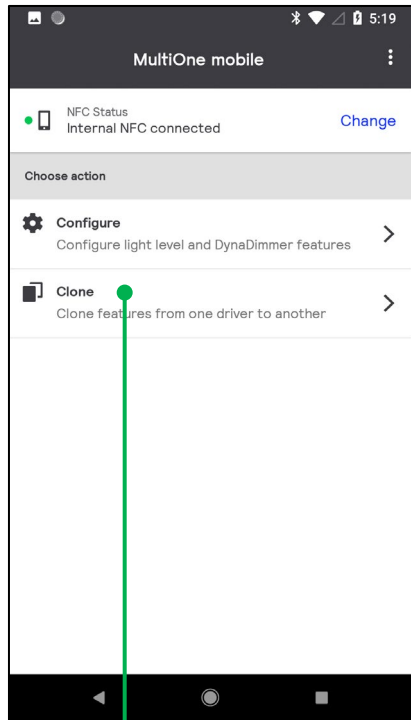 5:19
MultiOne mobile
NFC Status
Internal NFC connected
Change
Choose action
Configure
Configure light level and DynaDimmer features
Clone
Clone features from one driver to another